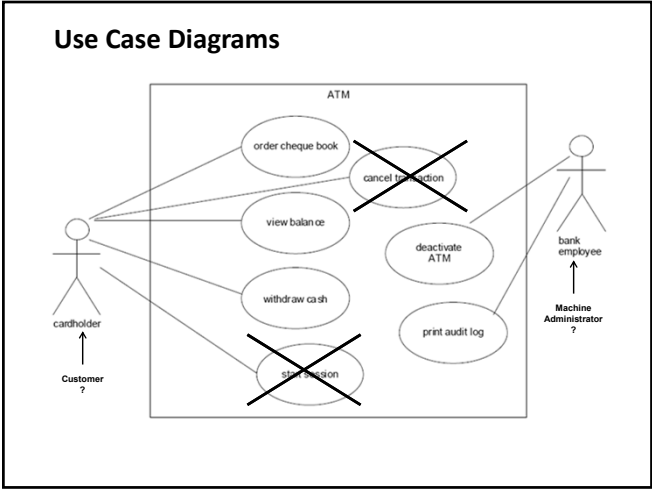 Use Case Diagrams
ATM
order cheque book
cancel transaction
view balance
deactivate
ATM
bank
employee
withdraw cash
Machine
Administrator
?
cardholder
print audit log
Customer
?
start session